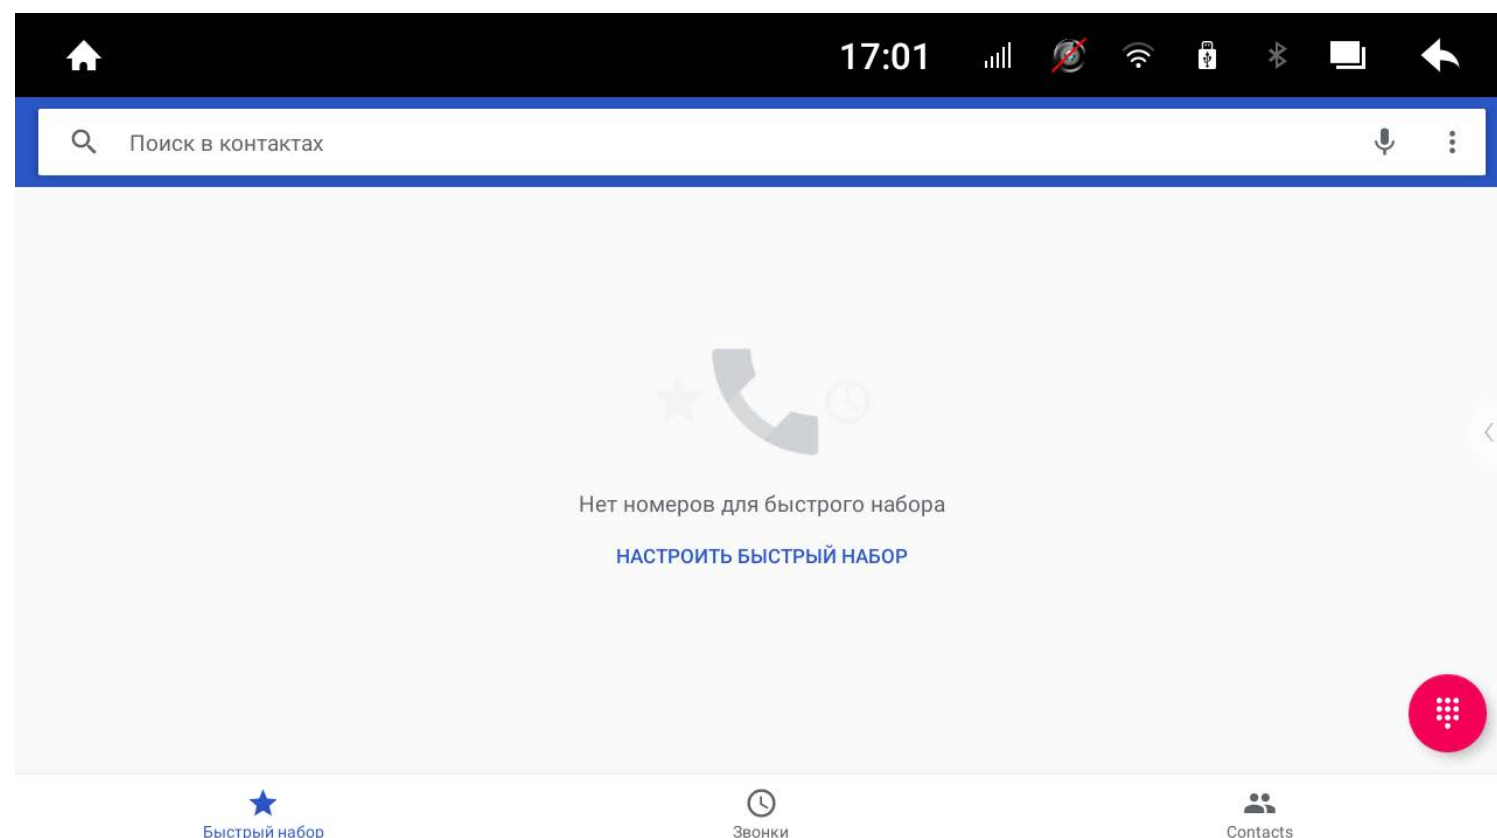 17:01
Поиск в контактах
Нет номеров для быстрого набора
НАСТРОИТЬ БЫСТРЫЙ НАБОР
Быстрый набор
Звонки
Contacts